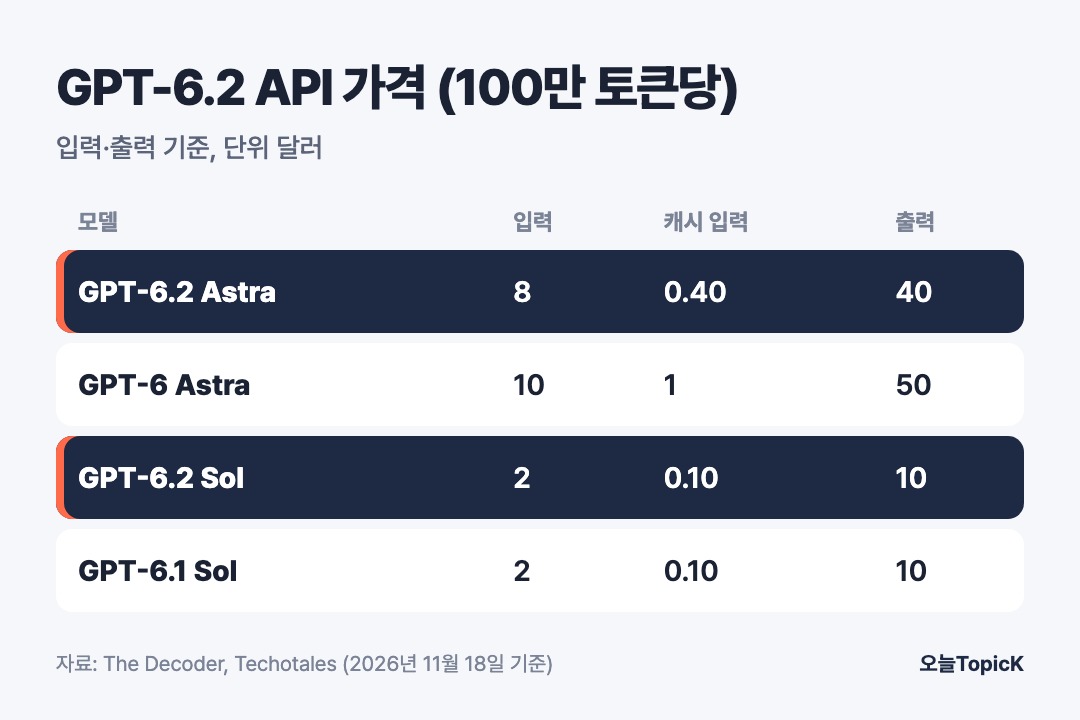 GPT-6.2 API 가격 (100만 토큰당)
입력·출력 기준, 단위 달러
모델 입력 캐시 입력 출력
GPT-6.2 Astra 8 0.40 40
GPT-6 Astra 10 1 50
GPT-6.2 Sol 2 0.10 10
GPT-6.1 Sol 2 0.10 10
자료: The Decoder, Techotales (2026년 11월 18일 기준) 오늘TopicK